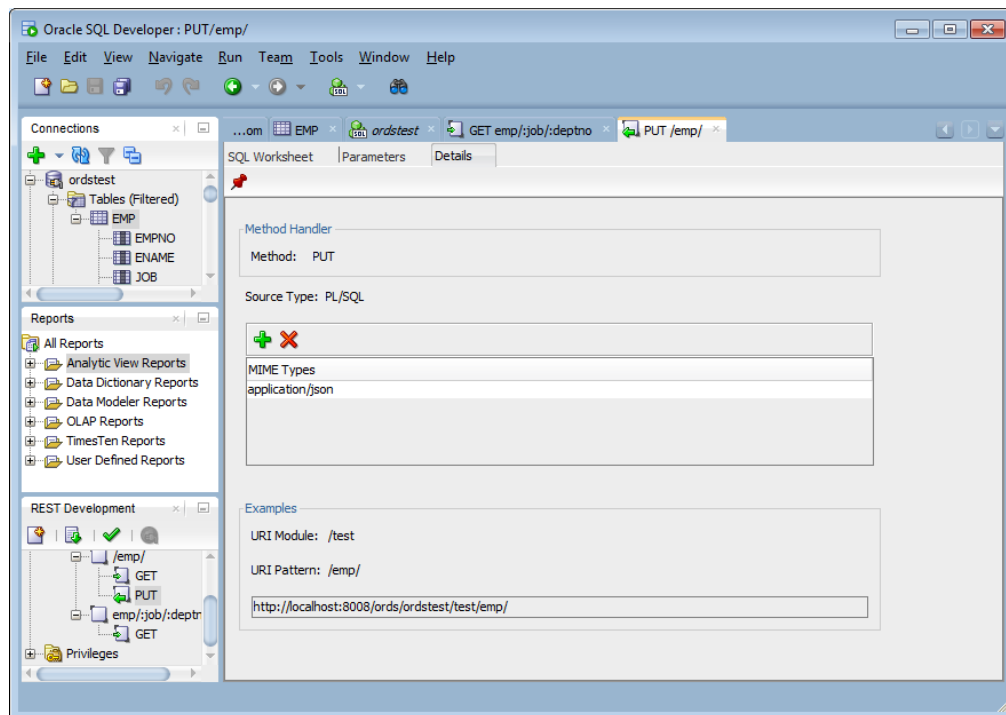 Oracle SQL Developer : PUT/emp/
File Edit View Navigate Run Team Tools Window Help
SQL
Connections
ordstest
Tables (Filtered)
EMP
EMPNO
ENAME
JOB
Reports
All Reports
Analytic View Reports
Data Dictionary Reports
Data Modeler Reports
OLAP Reports
TimesTen Reports
User Defined Reports
REST Development
/emp/
GET
PUT
emp/:job/:deptn
GET
Privileges
...om EMP ordstest GET emp/:job/:deptno PUT /emp/
SQL Worksheet Parameters Details
Method Handler
Method: PUT
Source Type: PL/SQL
MIME Types
application/json
Examples
URI Module: /test
URI Pattern: /emp/
http://localhost:8008/ords/ordstest/test/emp/